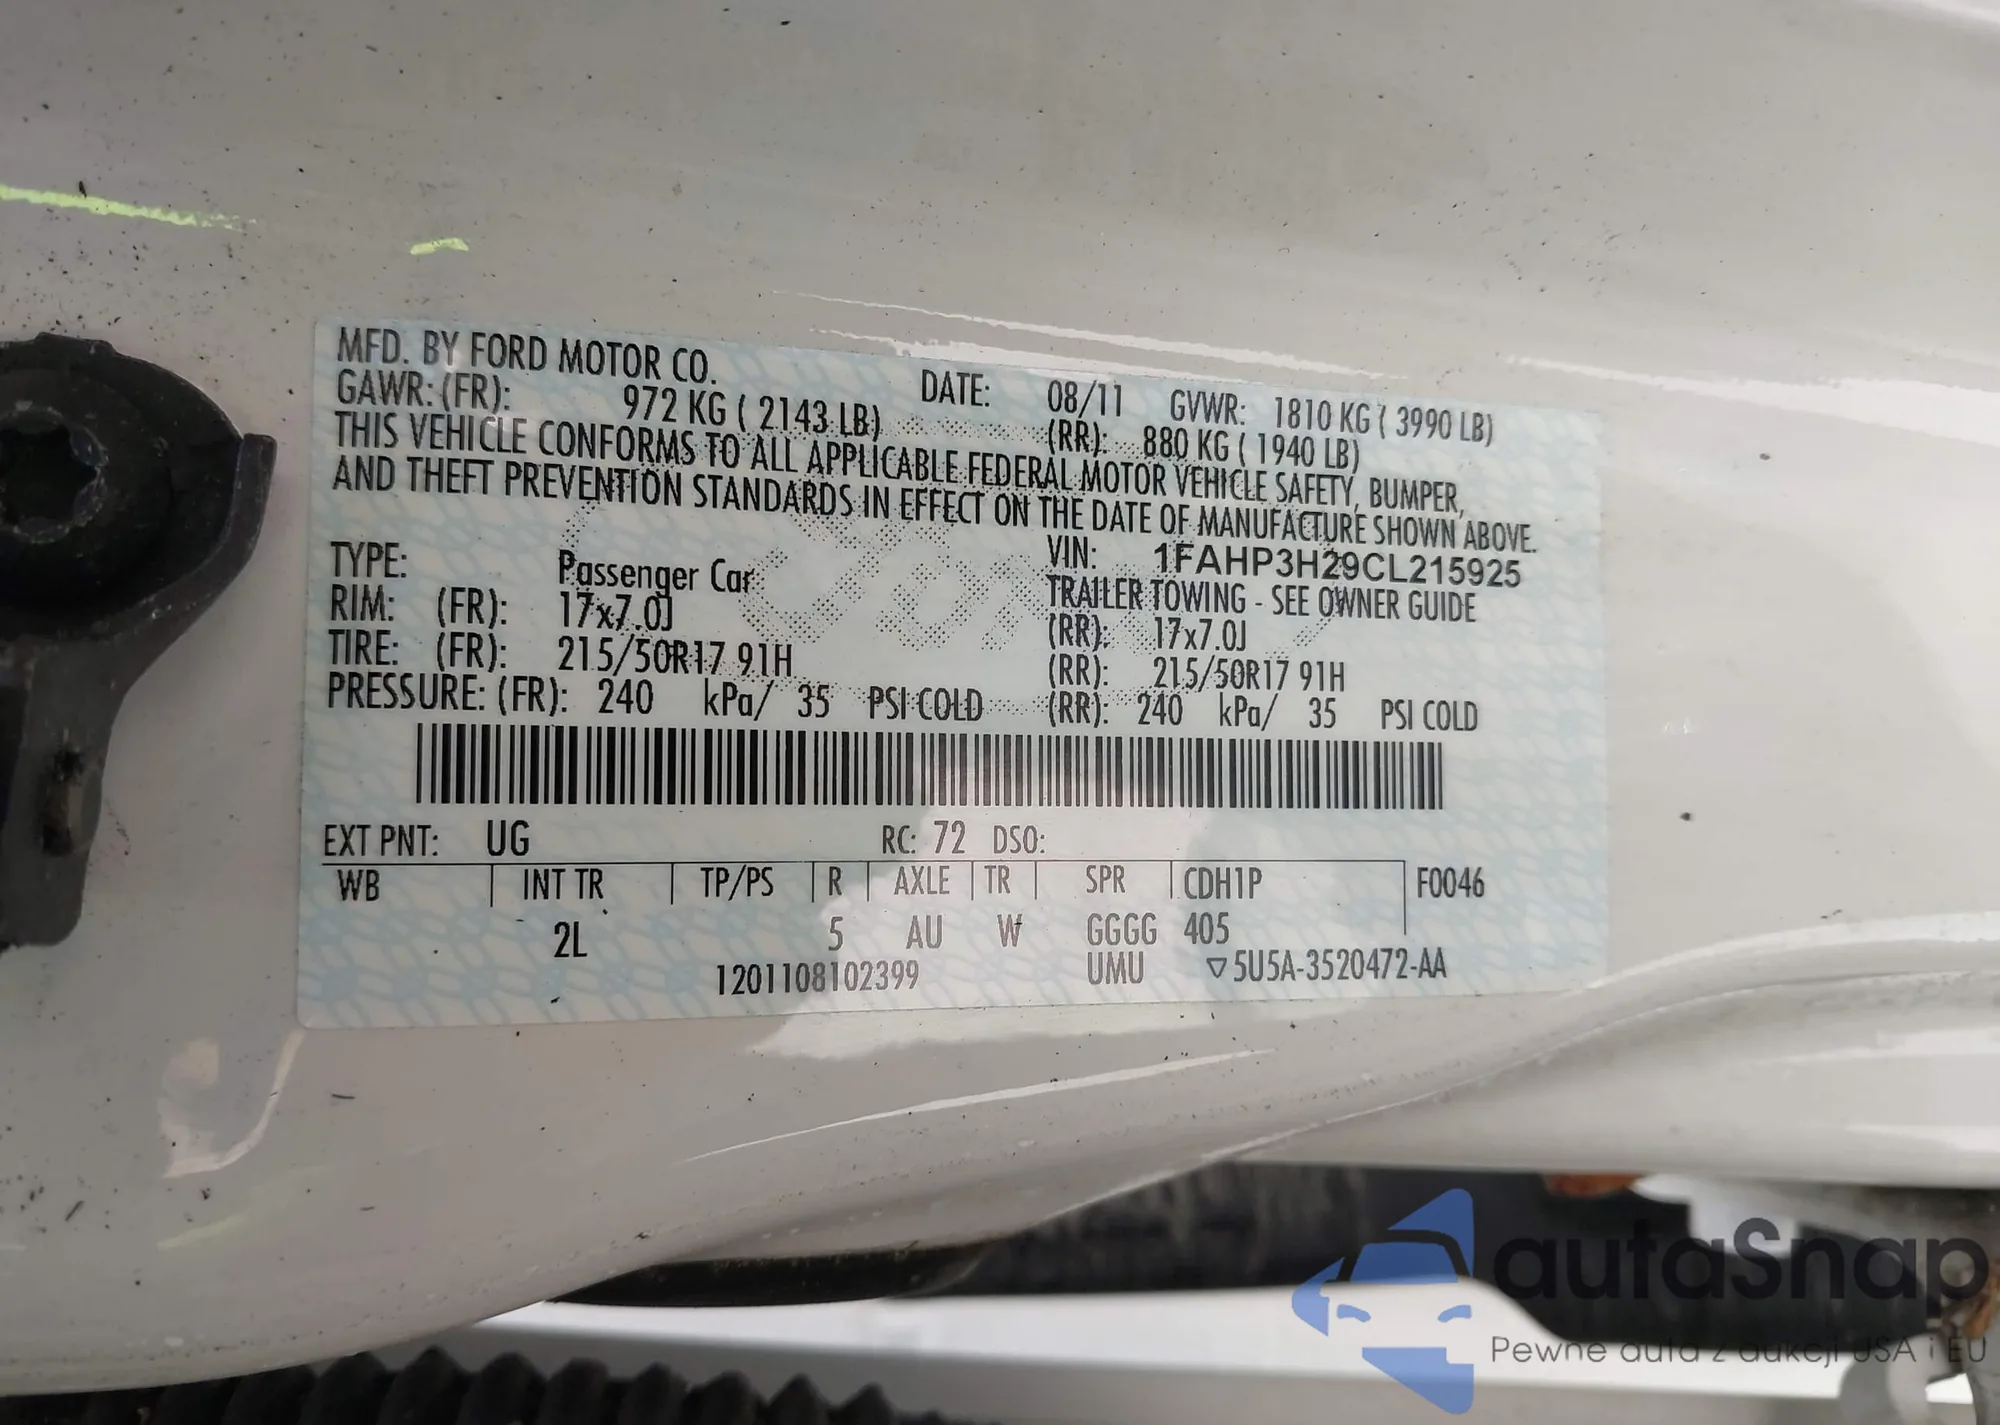 MFD. BY FORD MOTOR CO. DATE: 08/11 GVWR: 1810 KG ( 3990 LB)
GAWR: (FR): 972 KG ( 2143 LB) (RR): 880 KG ( 1940 LB)
THIS VEHICLE CONFORMS TO ALL APPLICABLE FEDERAL MOTOR VEHICLE SAFETY, BUMPER,
AND THEFT PREVENTION STANDARDS IN EFFECT ON THE DATE OF MANUFACTURE SHOWN ABOVE.
VIN: 1FAHP3H29CL215925
TYPE: Passenger Car TRAILER TOWING - SEE OWNER GUIDE
RIM: (FR): 17x7.0J (RR): 17x7.0J
TIRE: (FR): 215/50R17 91H (RR): 215/50R17 91H
PRESSURE: (FR): 240 kPa/ 35 PSI COLD (RR): 240 kPa/ 35 PSI COLD
EXT PNT: UG RC: 72 DSO:
WB INT TR TP/PS R AXLE TR SPR CDH1P F0046
2L 5 AU W GGGG 405
1201108102399 UMU ▽5U5A-3520472-AA
autaSnap
Pewne auta z aukcji USA i EU